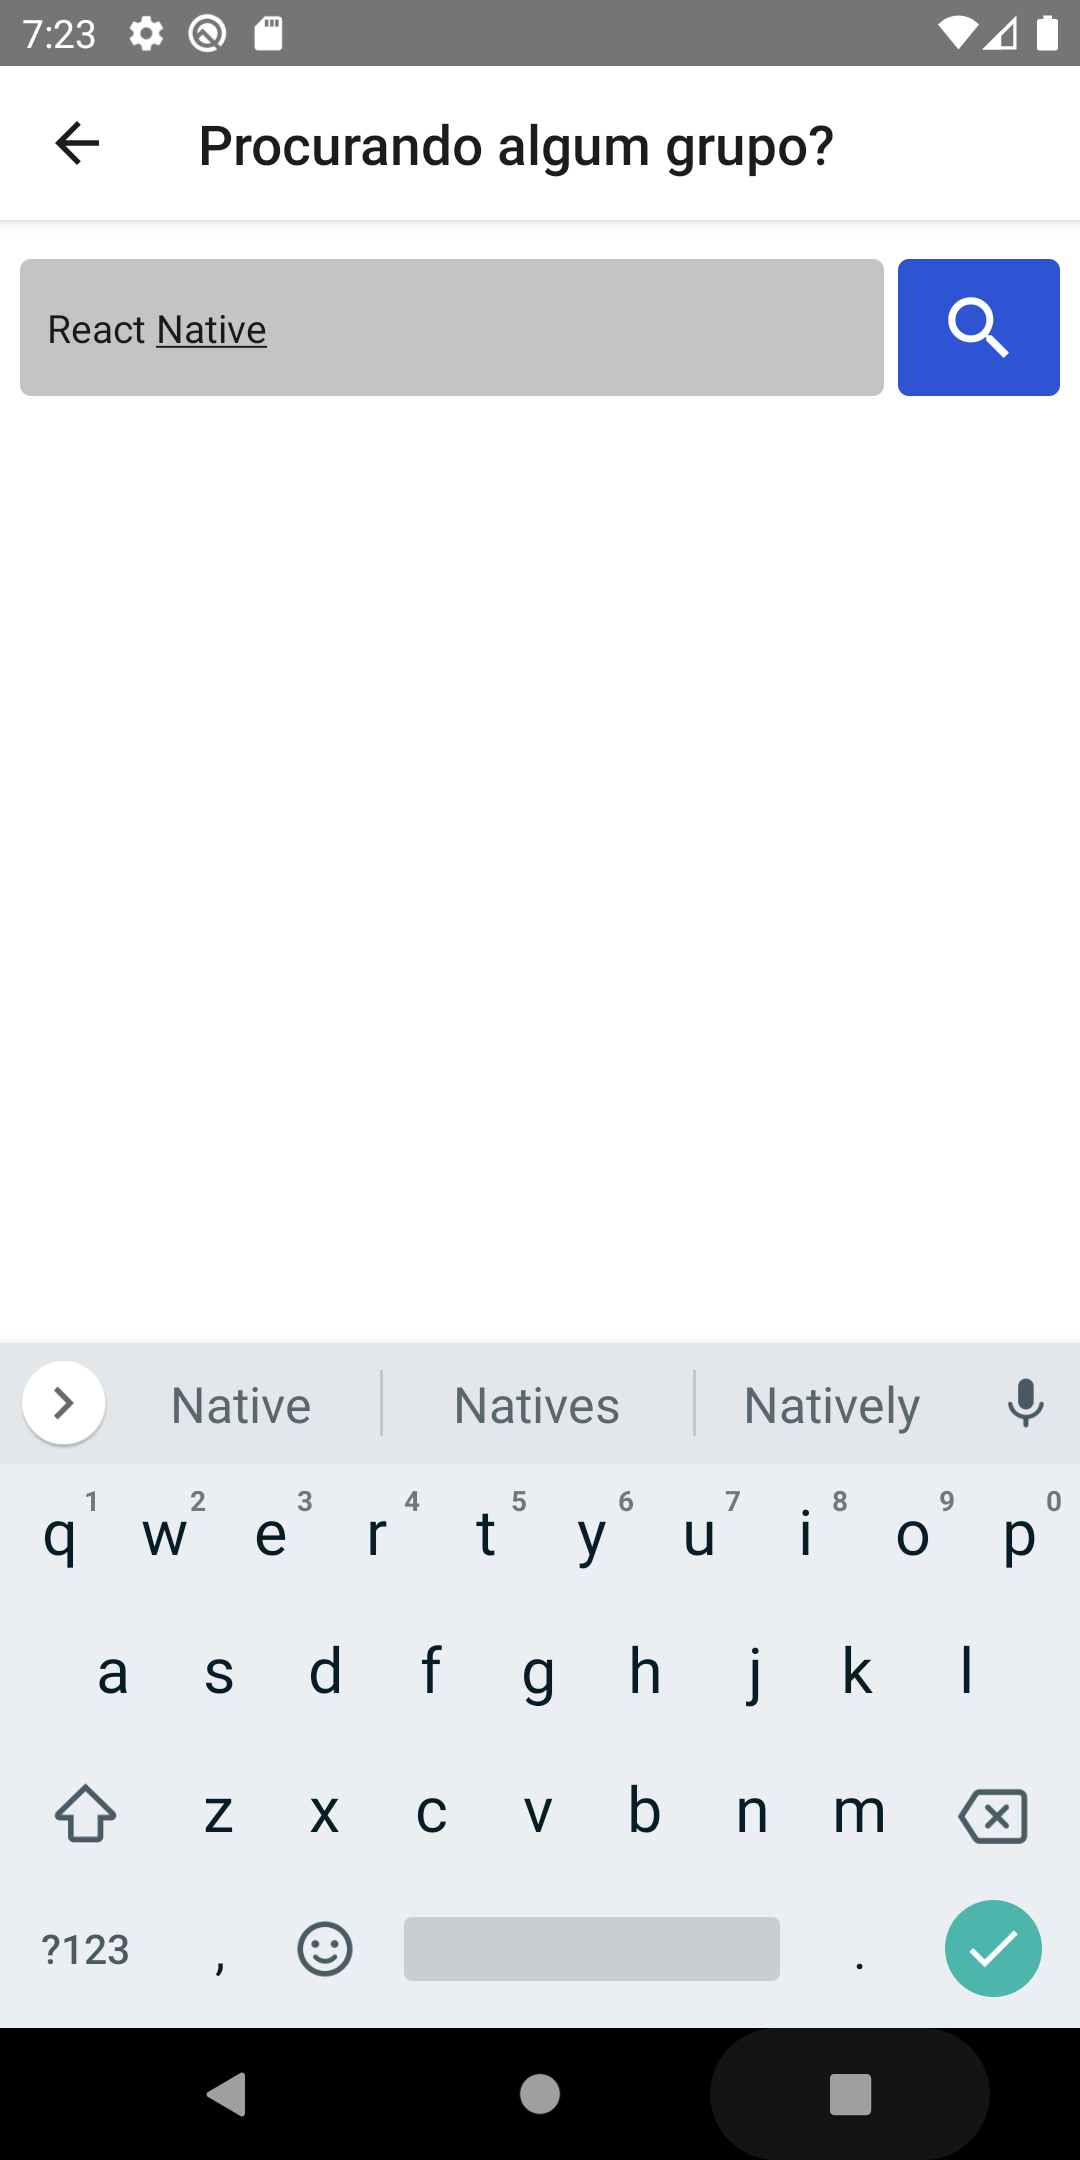 7:23
Procurando algum grupo?
React Native
Native Natives Natively
q 1 w 2 e 3 r 4 t 5 y 6 u 7 i 8 o 9 p 0
a s d f g h j k l
z x c v b n m
?123 , .